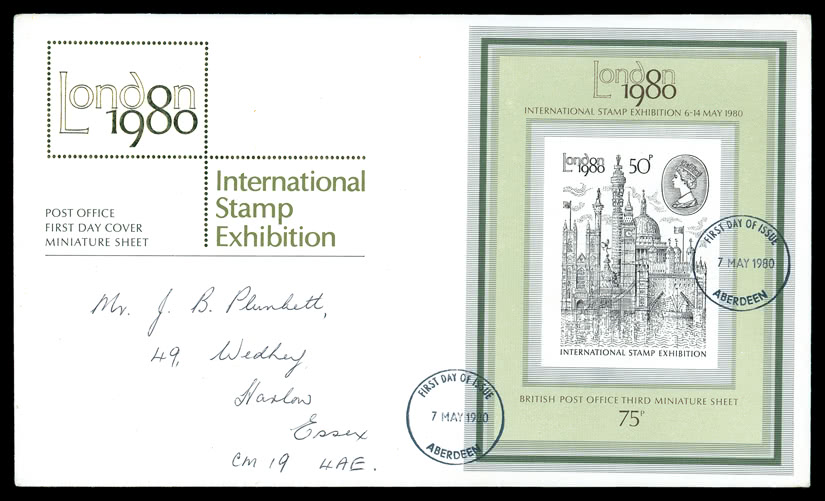 London
1980
POST OFFICE
FIRST DAY COVER
MINIATURE SHEET
International
Stamp
Exhibition
Mr. J. B. Plunkett,
49,
Harlow
Essex
CM 19 4AE.
London
1980
INTERNATIONAL STAMP EXHIBITION 6-14 MAY 1980
London
1980
50P
INTERNATIONAL STAMP EXHIBITION
BRITISH POST OFFICE THIRD MINIATURE SHEET
75P
FIRST DAY OF ISSUE
7 MAY 1980
ABERDEEN
FIRST DAY OF ISSUE
7 MAY 1980
ABERDEEN